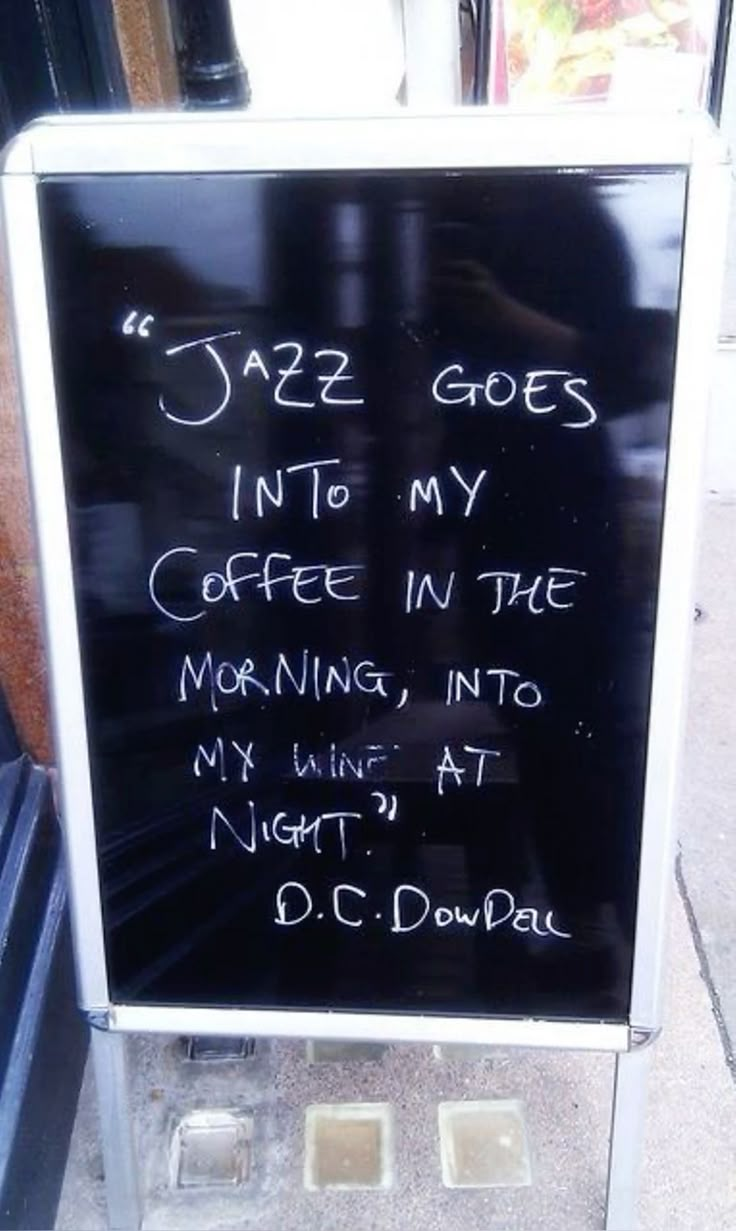 “JAZZ GOES
INTO MY
COFFEE IN THE
MORNING, INTO
MY WINE AT
NIGHT.”
D.C. DOWDELL